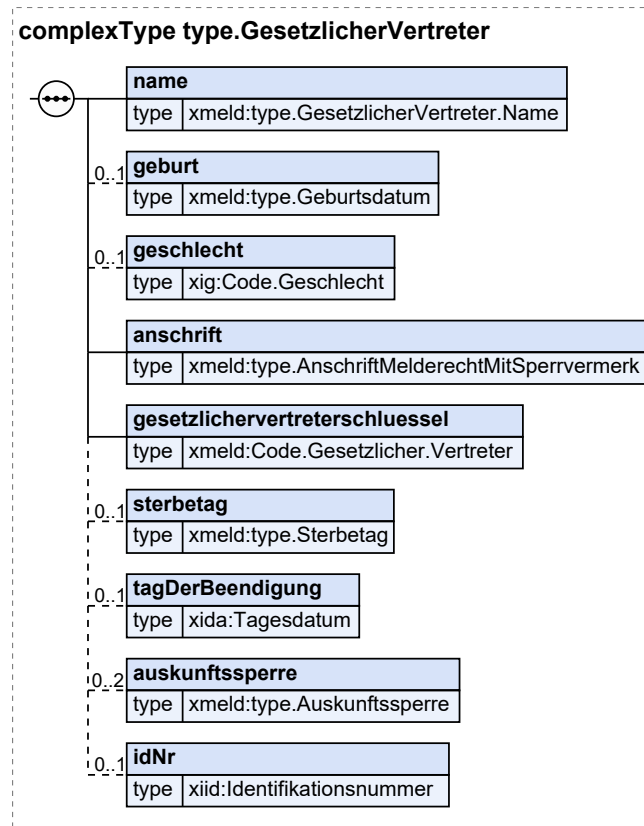 complexType type.GesetzlicherVertreter
name
type xmeld:type.GesetzlicherVertreter.Name
0..1 geburt
type xmeld:type.Geburtsdatum
0..1 geschlecht
type xig:Code.Geschlecht
anschrift
type xmeld:type.AnschriftMelderechtMitSperrvermerk
gesetzlichervertreterschluessel
type xmeld:Code.Gesetzlicher.Vertreter
0..1 sterbetag
type xmeld:type.Sterbetag
0..1 tagDerBeendigung
type xida:Tagesdatum
0..2 auskunftssperre
type xmeld:type.Auskunftssperre
0..1 idNr
type xiid:Identifikationsnummer